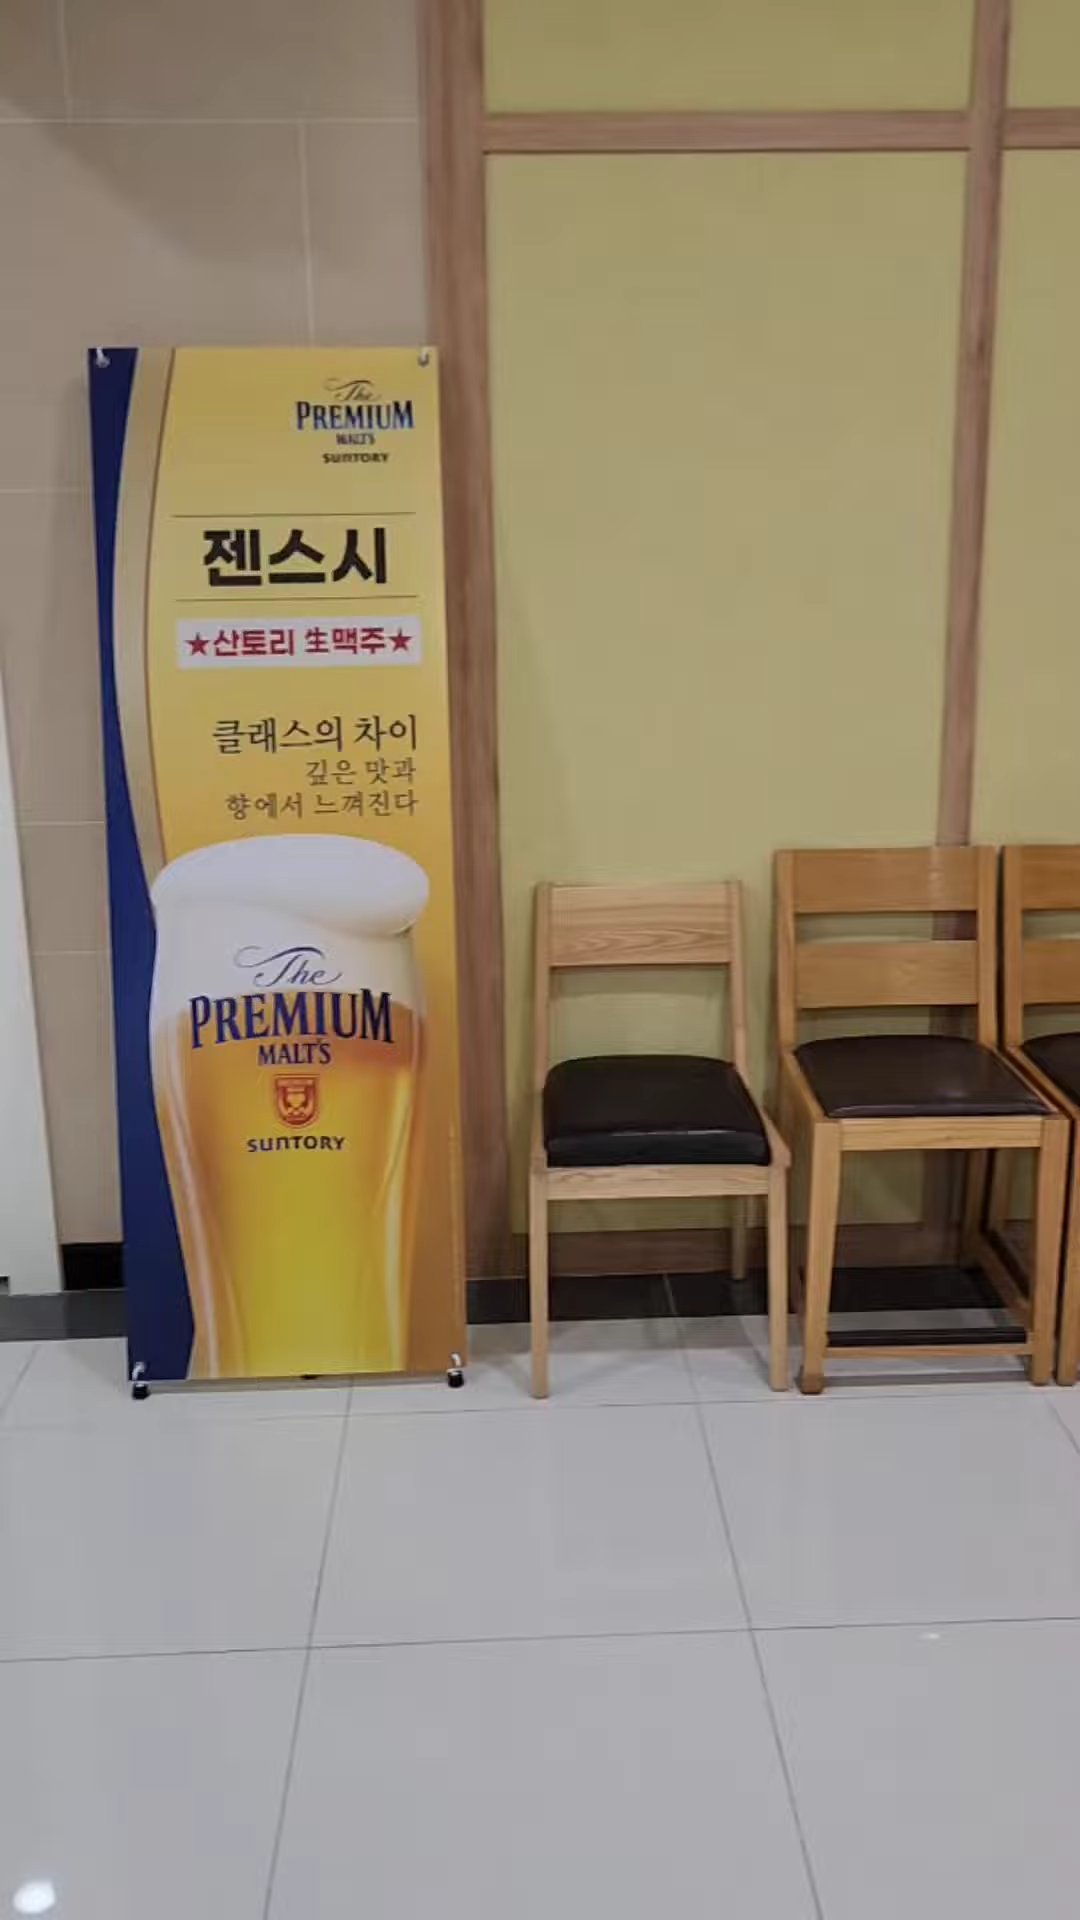 The
PREMIUM
MALT'S
SUNTORY
젠스시
★산토리 生맥주★
클래스의 차이
깊은 맛과
향에서 느껴진다
The
PREMIUM
MALT'S
SUNTORY